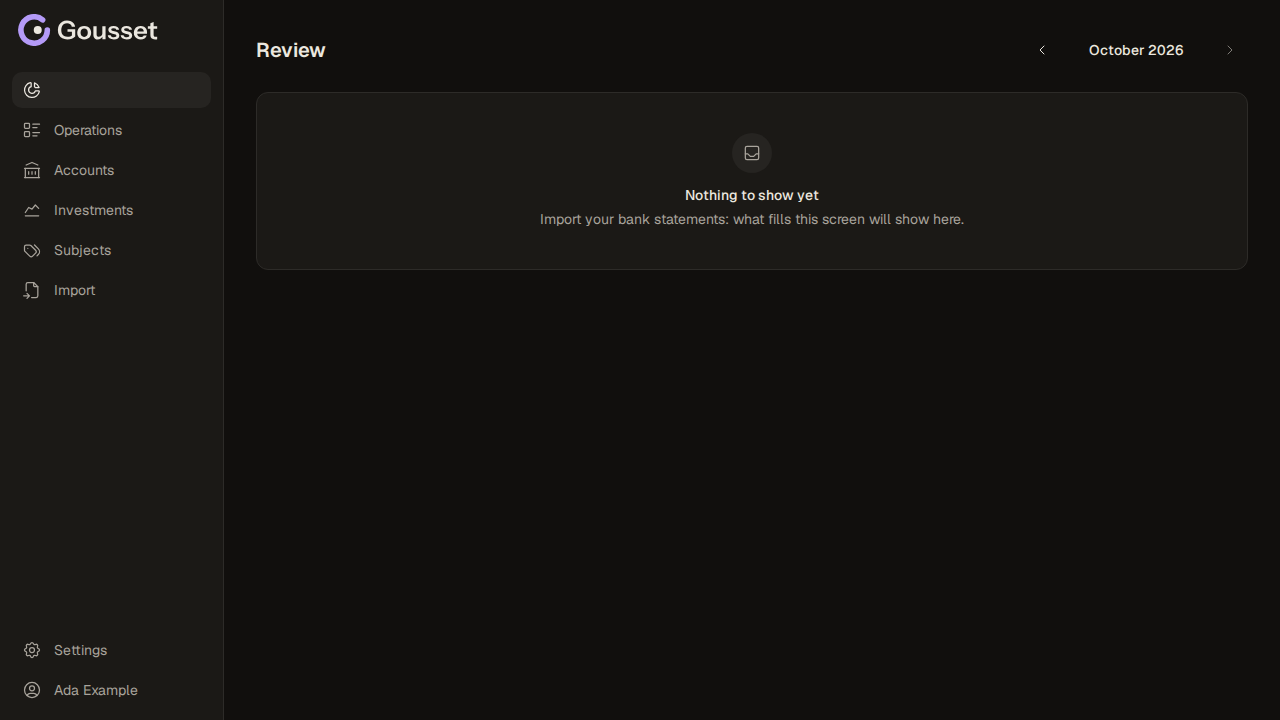 Gousset
Review
October 2026
Operations
Accounts
Investments
Subjects
Import
Nothing to show yet
Import your bank statements: what fills this screen will show here.
Settings
Ada Example